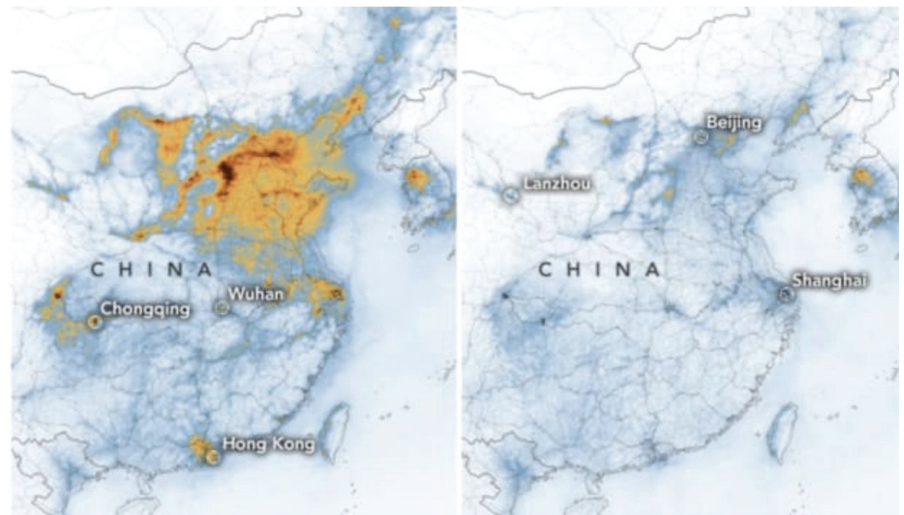 CHINA
Chongqing
Wuhan
Hong Kong
Beijing
Lanzhou
CHINA
Shanghai